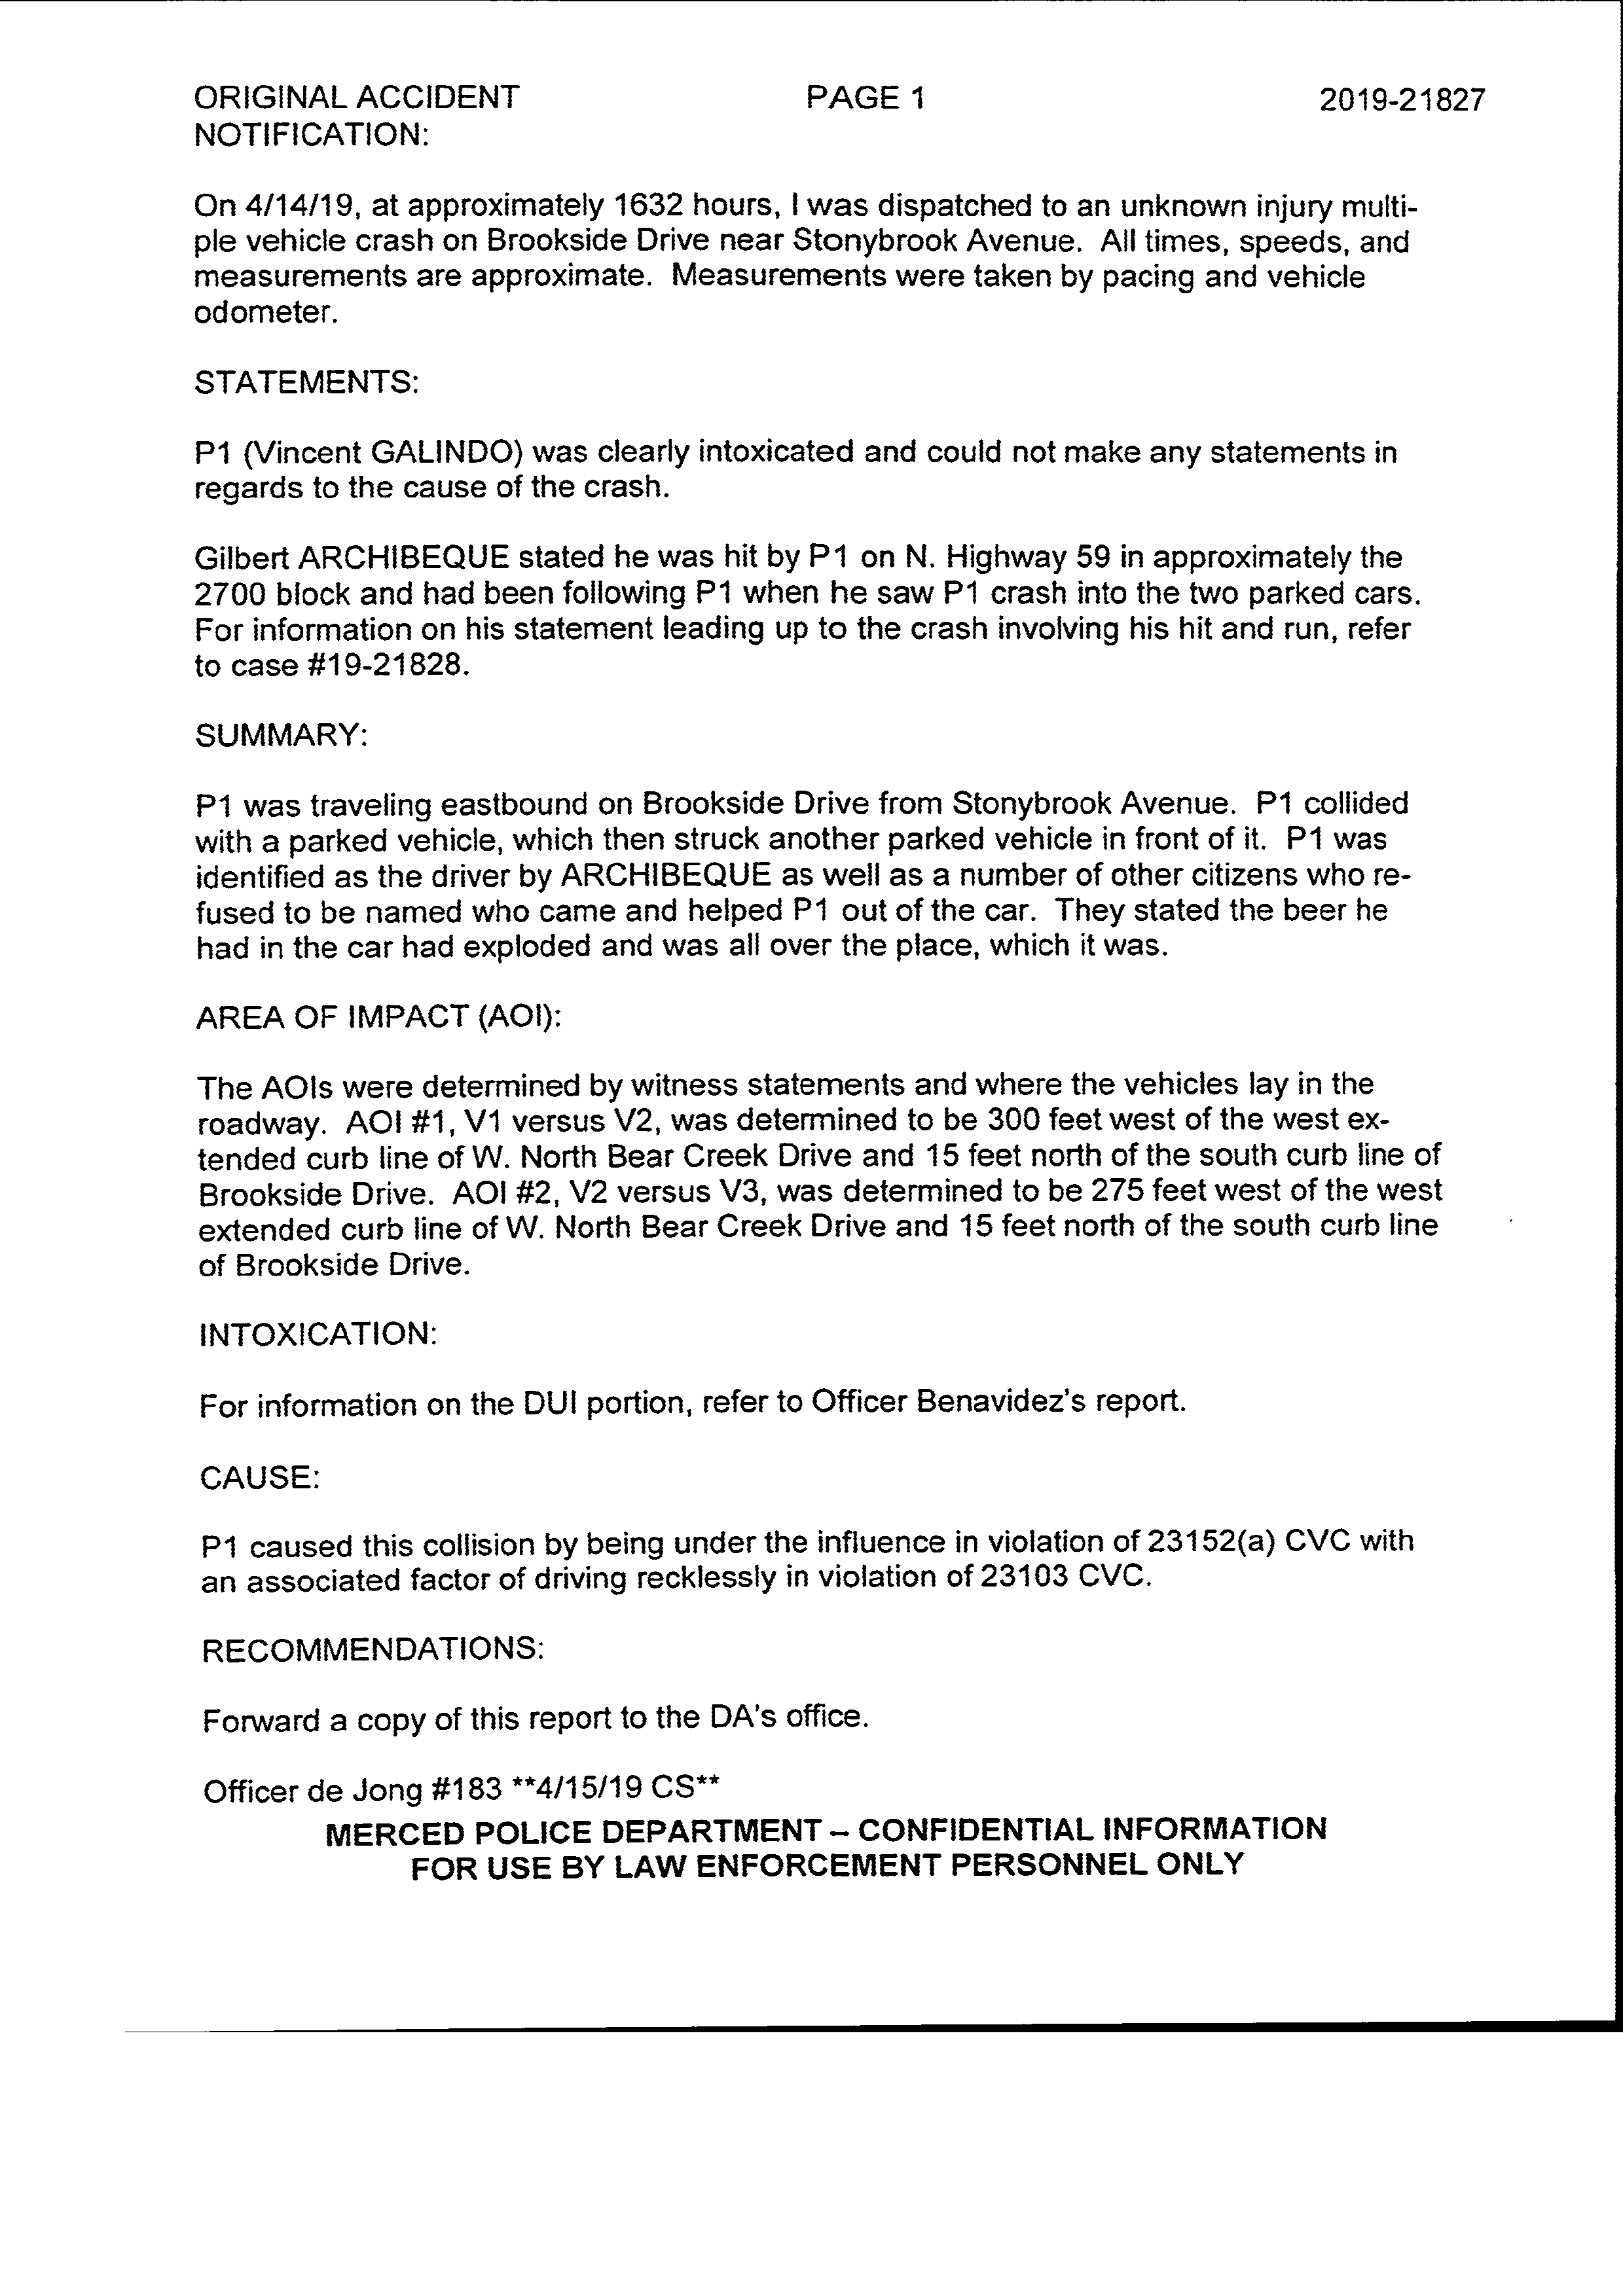 ORIGINAL ACCIDENT PAGE 1 2019-21827
NOTIFICATION:
On 4/14/19, at approximately 1632 hours, I was dispatched to an unknown injury multi-
ple vehicle crash on Brookside Drive near Stonybrook Avenue. All times, speeds, and
measurements are approximate. Measurements were taken by pacing and vehicle
odometer.
STATEMENTS:
P1 (Vincent GALINDO) was clearly intoxicated and could not make any statements in
regards to the cause of the crash.
Gilbert ARCHIBEQUE stated he was hit by P1 on N. Highway 59 in approximately the
2700 block and had been following P1 when he saw P1 crash into the two parked cars.
For information on his statement leading up to the crash involving his hit and run, refer
to case #19-21828.
SUMMARY:
P1 was traveling eastbound on Brookside Drive from Stonybrook Avenue. P1 collided
with a parked vehicle, which then struck another parked vehicle in front of it. P1 was
identified as the driver by ARCHIBEQUE as well as a number of other citizens who re-
fused to be named who came and helped P1 out of the car. They stated the beer he
had in the car had exploded and was all over the place, which it was.
AREA OF IMPACT (AOI):
The AOIs were determined by witness statements and where the vehicles lay in the
roadway. AOI #1, V1 versus V2, was determined to be 300 feet west of the west ex-
tended curb line of W. North Bear Creek Drive and 15 feet north of the south curb line of
Brookside Drive. AOI #2, V2 versus V3, was determined to be 275 feet west of the west
extended curb line of W. North Bear Creek Drive and 15 feet north of the south curb line
of Brookside Drive.
INTOXICATION:
For information on the DUI portion, refer to Officer Benavidez's report.
CAUSE:
P1 caused this collision by being under the influence in violation of 23152(a) CVC with
an associated factor of driving recklessly in violation of 23103 CVC.
RECOMMENDATIONS:
Forward a copy of this report to the DA's office.
Officer de Jong #183 **4/15/19 CS**
MERCED POLICE DEPARTMENT – CONFIDENTIAL INFORMATION
FOR USE BY LAW ENFORCEMENT PERSONNEL ONLY